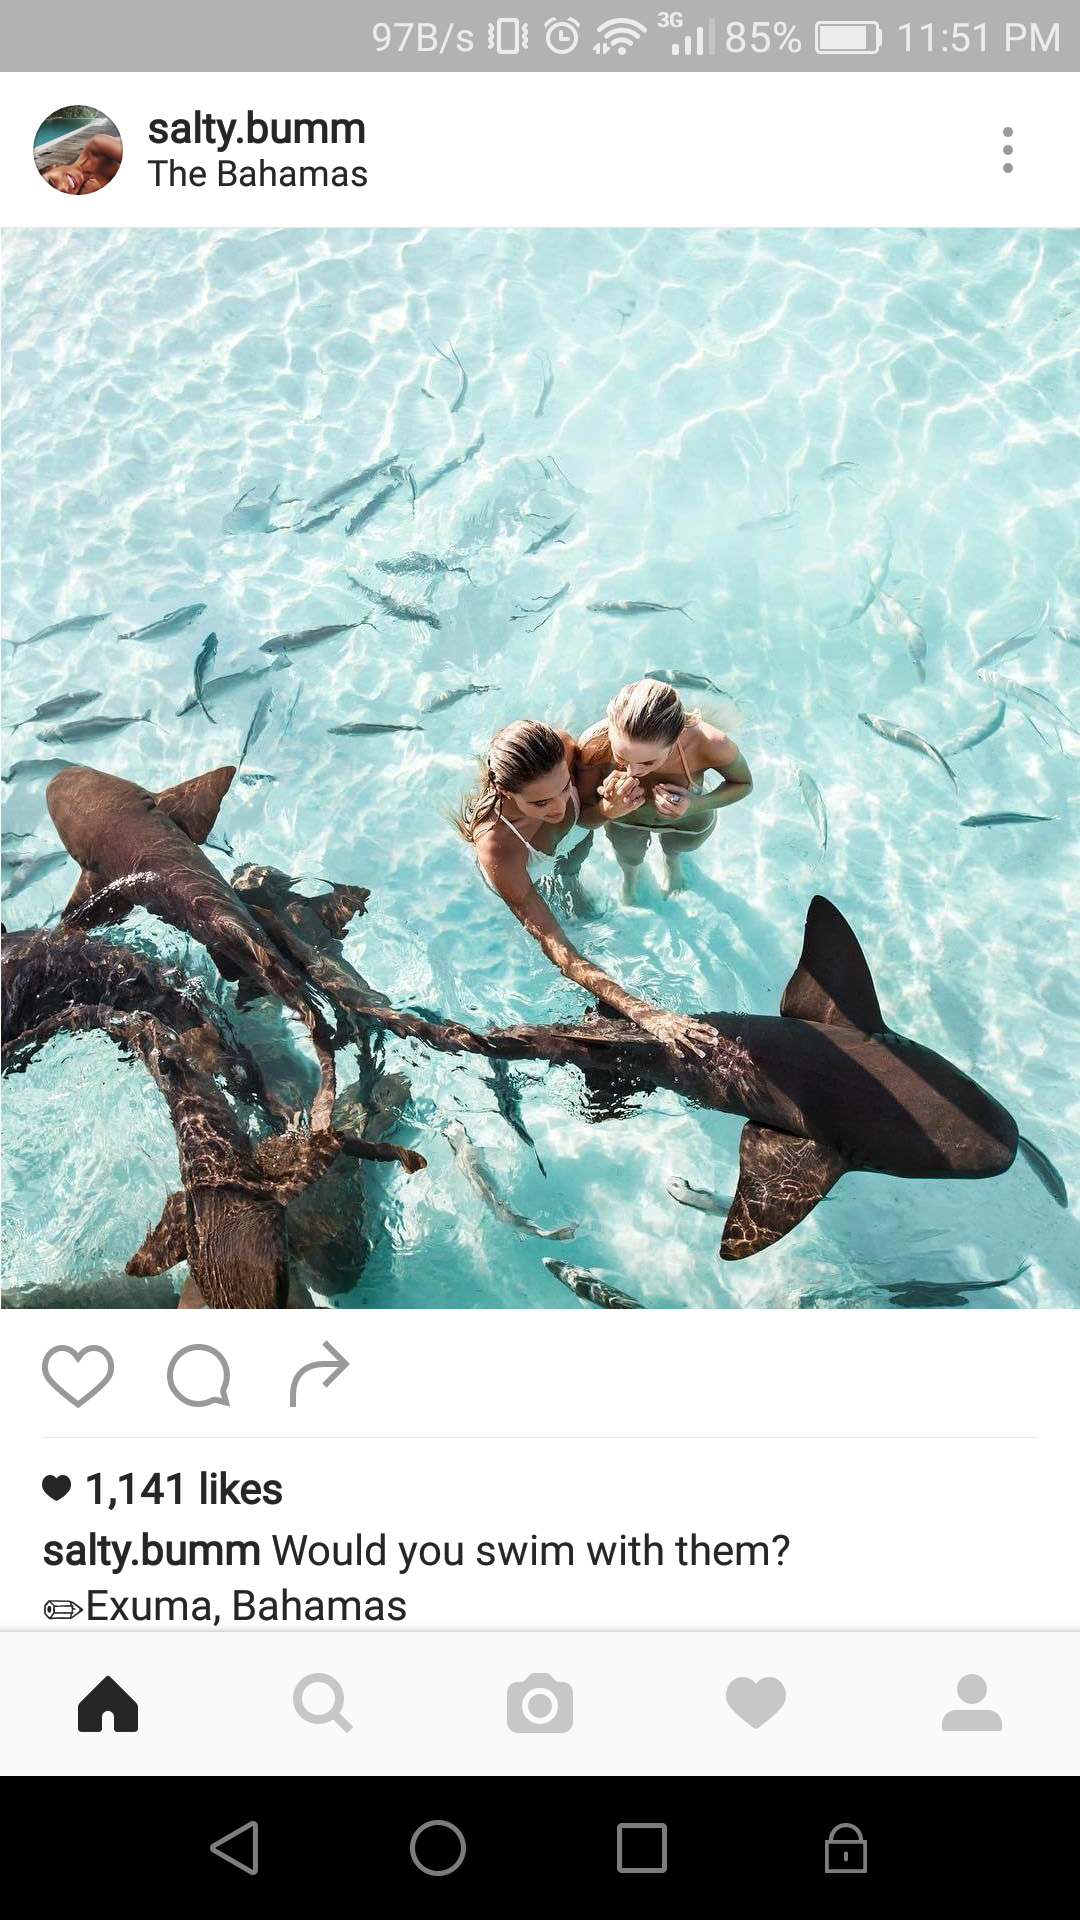 97B/s 3G 85% 11:51 PM
salty.bumm
The Bahamas
1,141 likes
salty.bumm Would you swim with them?
✏Exuma, Bahamas